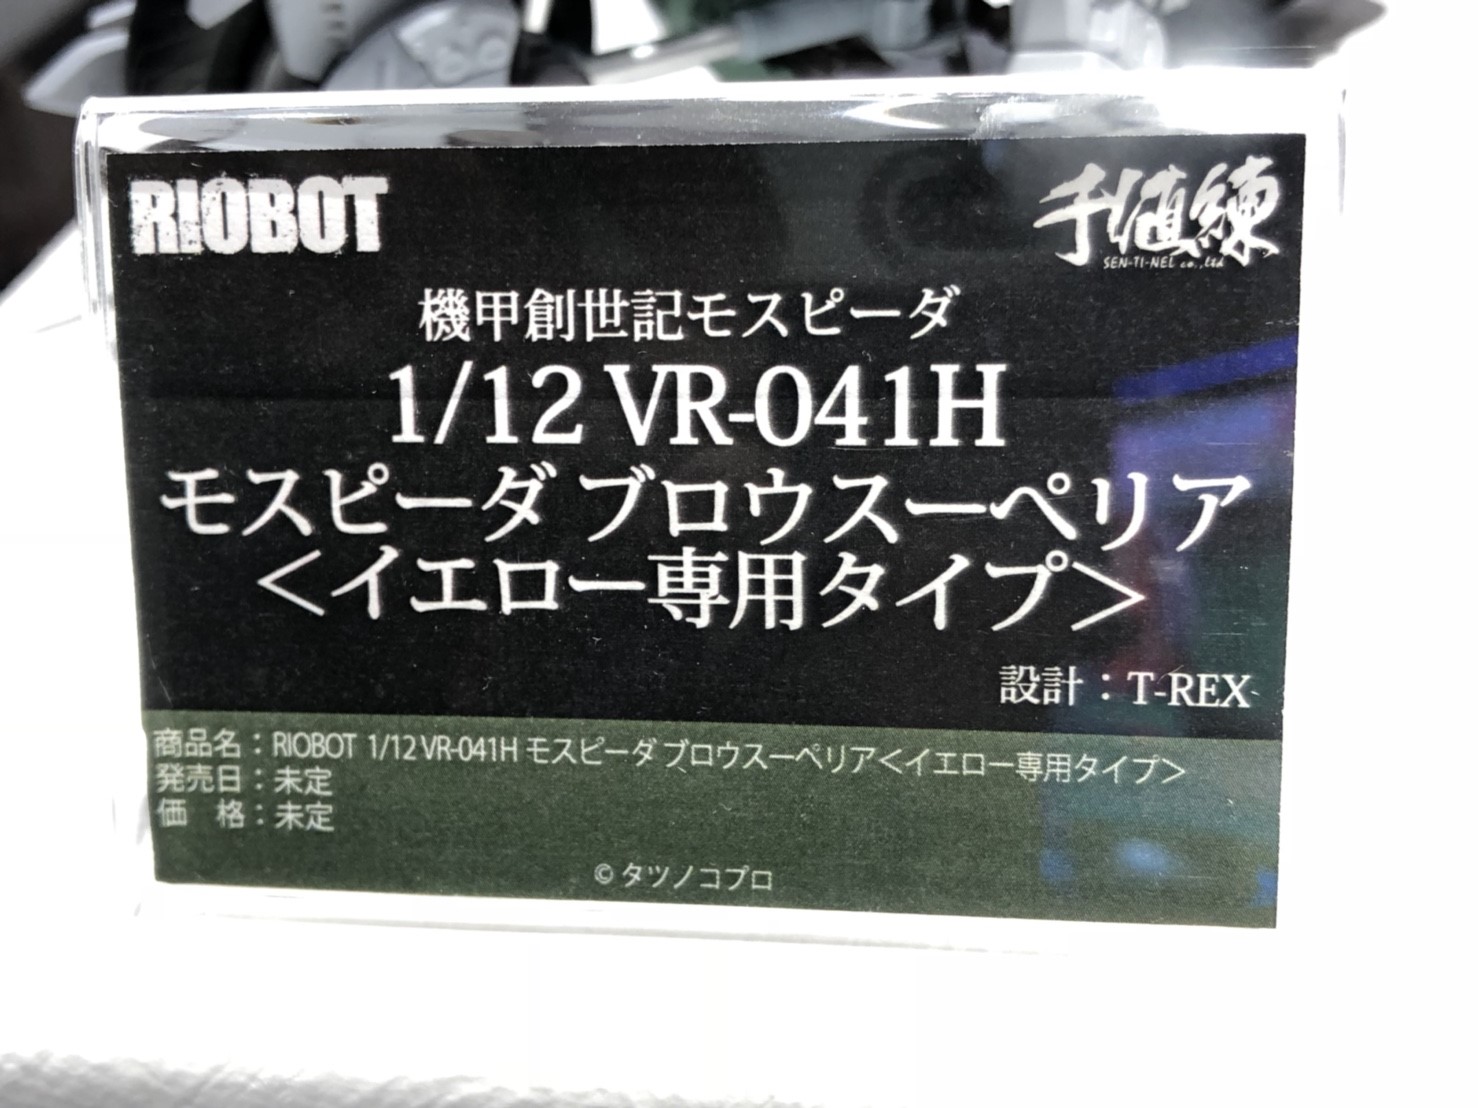 RIOBOT
千値練
SEN-TI-NEL co.,ltd
機甲創世記モスピーダ
1/12 VR-041H
モスピーダ ブロウスーペリア
＜イエロー専用タイプ＞
設計：T-REX
商品名：RIOBOT 1/12 VR-041H モスピーダ ブロウスーペリア＜イエロー専用タイプ＞
発売日：未定
価　格：未定
© タツノコプロ